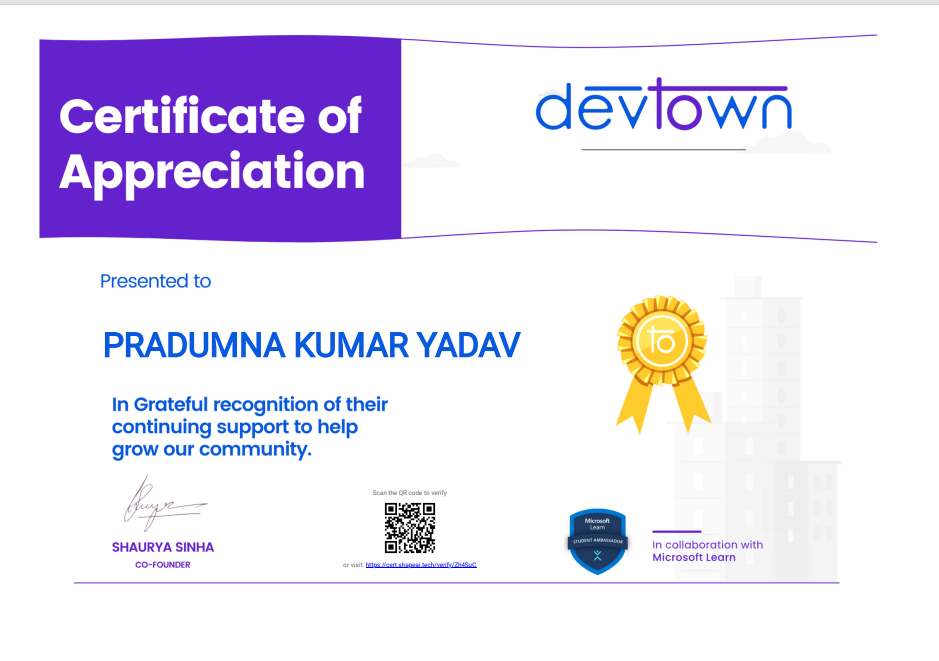 Certificate of
Appreciation
devtown
Presented to
PRADUMNA KUMAR YADAV
to
In Grateful recognition of their
continuing support to help
grow our community.
Scan the QR code to verify
SHAURYA SINHA
CO-FOUNDER
or visit: https://cert.shapeai.tech/verify/Zh4SuC
Microsoft
Learn
STUDENT AMBASSADOR
In collaboration with
Microsoft Learn